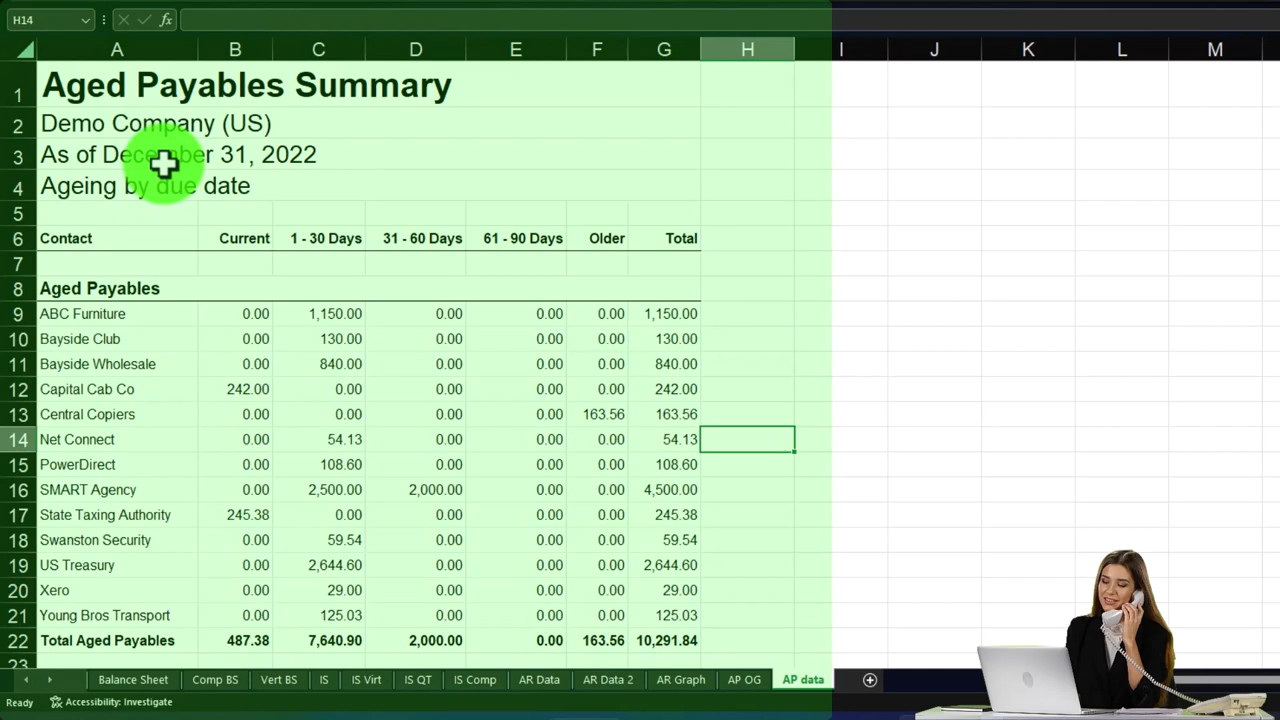 H14 fx
A B C D E F G H I J K L M
1 Aged Payables Summary
2 Demo Company (US)
3 As of December 31, 2022
4 Ageing by due date
5
6 Contact Current 1 - 30 Days 31 - 60 Days 61 - 90 Days Older Total
7
8 Aged Payables
9 ABC Furniture 0.00 1,150.00 0.00 0.00 0.00 1,150.00
10 Bayside Club 0.00 130.00 0.00 0.00 0.00 130.00
11 Bayside Wholesale 0.00 840.00 0.00 0.00 0.00 840.00
12 Capital Cab Co 242.00 0.00 0.00 0.00 0.00 242.00
13 Central Copiers 0.00 0.00 0.00 0.00 163.56 163.56
14 Net Connect 0.00 54.13 0.00 0.00 0.00 54.13
15 PowerDirect 0.00 108.60 0.00 0.00 0.00 108.60
16 SMART Agency 0.00 2,500.00 2,000.00 0.00 0.00 4,500.00
17 State Taxing Authority 245.38 0.00 0.00 0.00 0.00 245.38
18 Swanston Security 0.00 59.54 0.00 0.00 0.00 59.54
19 US Treasury 0.00 2,644.60 0.00 0.00 0.00 2,644.60
20 Xero 0.00 29.00 0.00 0.00 0.00 29.00
21 Young Bros Transport 0.00 125.03 0.00 0.00 0.00 125.03
22 Total Aged Payables 487.38 7,640.90 2,000.00 0.00 163.56 10,291.84
23
Balance Sheet Comp BS Vert BS IS IS Virt IS QT IS Comp AR Data AR Data 2 AR Graph AP OG AP data
Ready Accessibility: Investigate